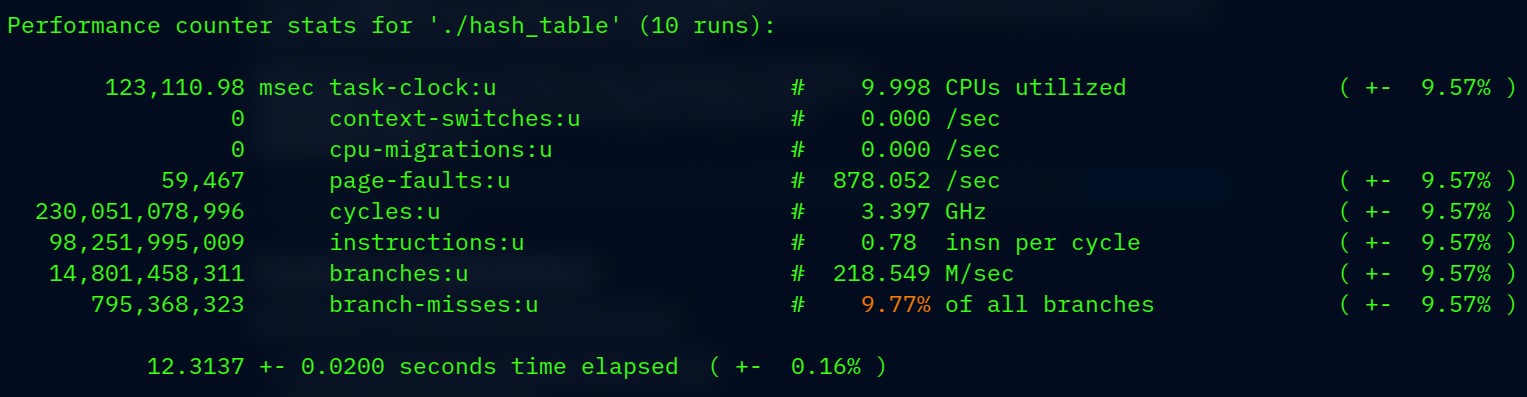 Performance counter stats for './hash_table' (10 runs):
123,110.98 msec task-clock:u # 9.998 CPUs utilized ( +- 9.57% )
0 context-switches:u # 0.000 /sec
0 cpu-migrations:u # 0.000 /sec
59,467 page-faults:u # 878.052 /sec ( +- 9.57% )
230,051,078,996 cycles:u # 3.397 GHz ( +- 9.57% )
98,251,995,009 instructions:u # 0.78 insn per cycle ( +- 9.57% )
14,801,458,311 branches:u # 218.549 M/sec ( +- 9.57% )
795,368,323 branch-misses:u # 9.77% of all branches ( +- 9.57% )
12.3137 +- 0.0200 seconds time elapsed ( +- 0.16% )